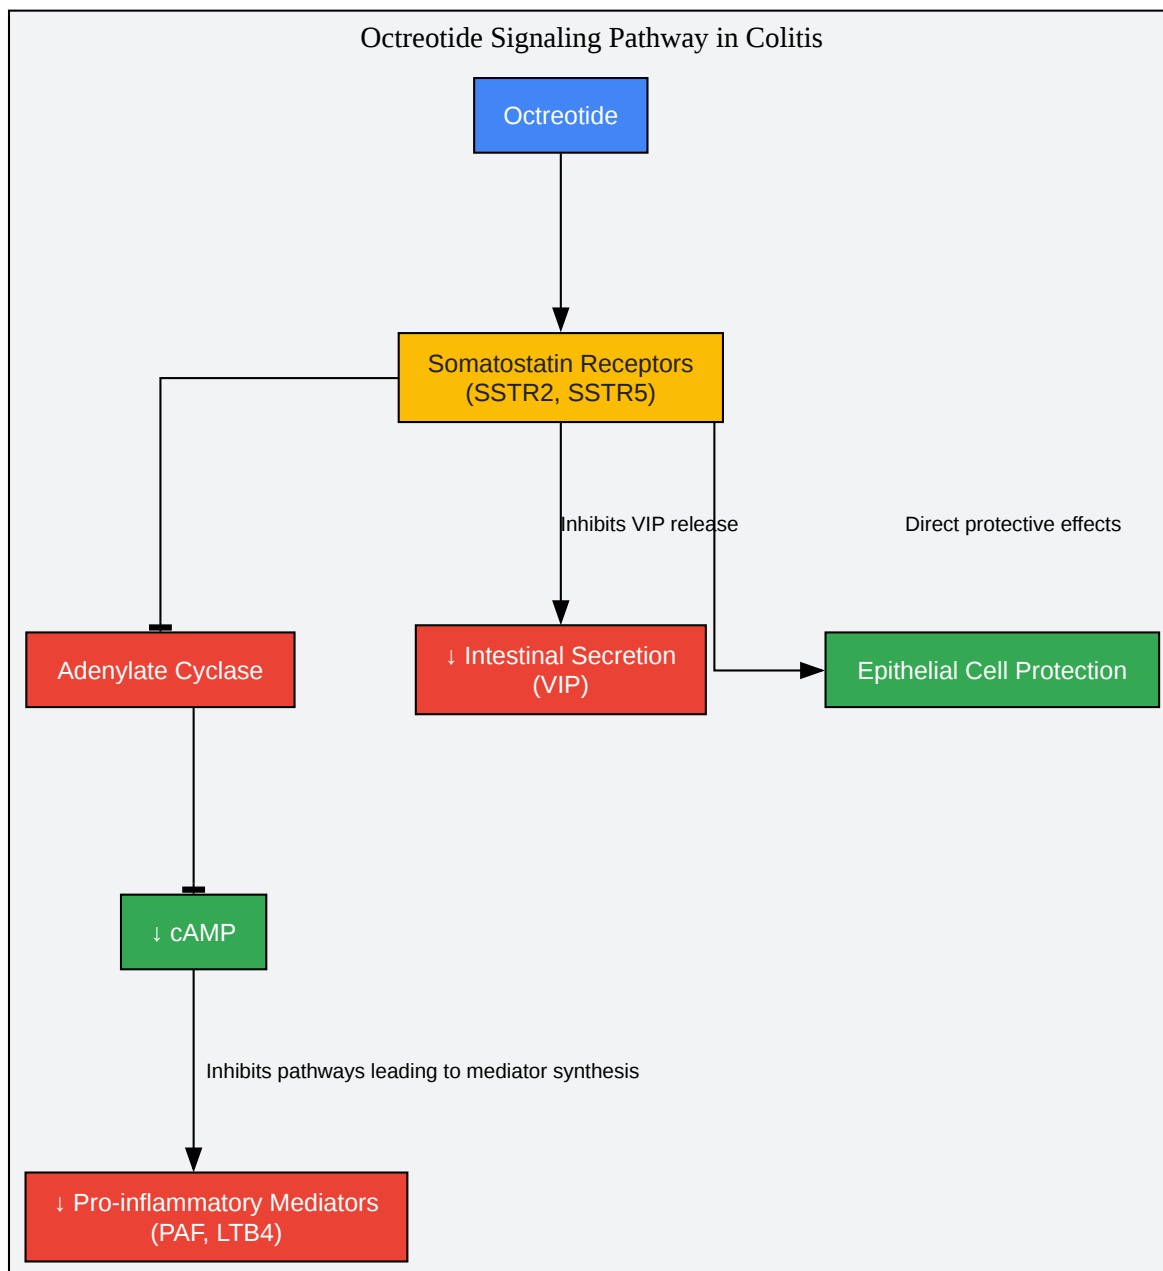 Octreotide Signaling Pathway in Colitis
Octreotide
Somatostatin Receptors
(SSTR2, SSTR5)
Inhibits VIP release
Direct protective effects
Adenylate Cyclase
↓ Intestinal Secretion
(VIP)
Epithelial Cell Protection
↓ cAMP
Inhibits pathways leading to mediator synthesis
↓ Pro-inflammatory Mediators
(PAF, LTB4)